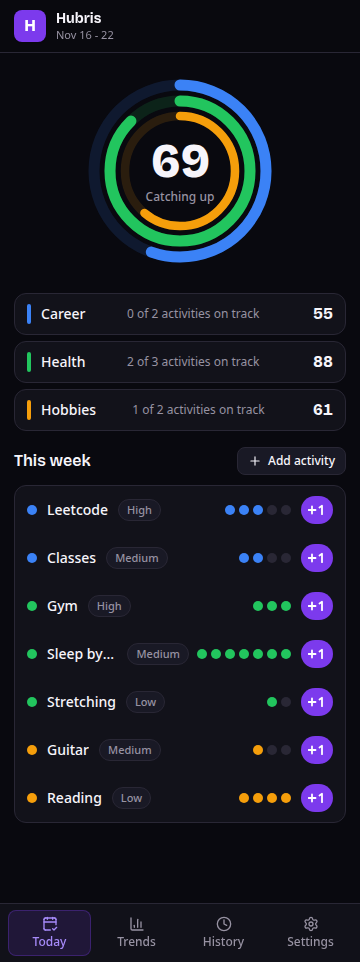 H
Hubris
Nov 16 - 22
69
Catching up
Career 0 of 2 activities on track 55
Health 2 of 3 activities on track 88
Hobbies 1 of 2 activities on track 61
This week + Add activity
Leetcode High +1
Classes Medium +1
Gym High +1
Sleep by... Medium +1
Stretching Low +1
Guitar Medium +1
Reading Low +1
Today Trends History Settings